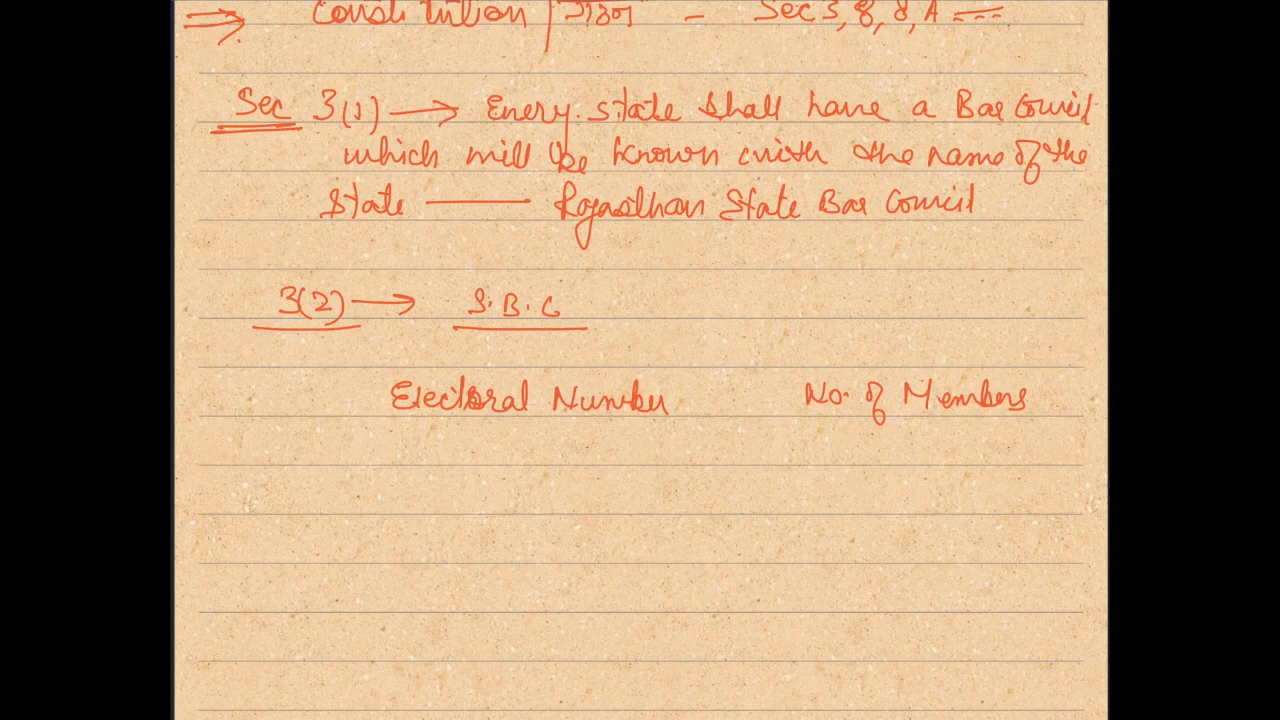 ⇒ Constitution / गठन - Sec 3, 8, 8, A ---
Sec 3(1) → Every state shall have a Bar Council
which will be known with the name of the
State — Rajasthan State Bar Council
3(2) → S.B.C
Electoral Number No. of Members